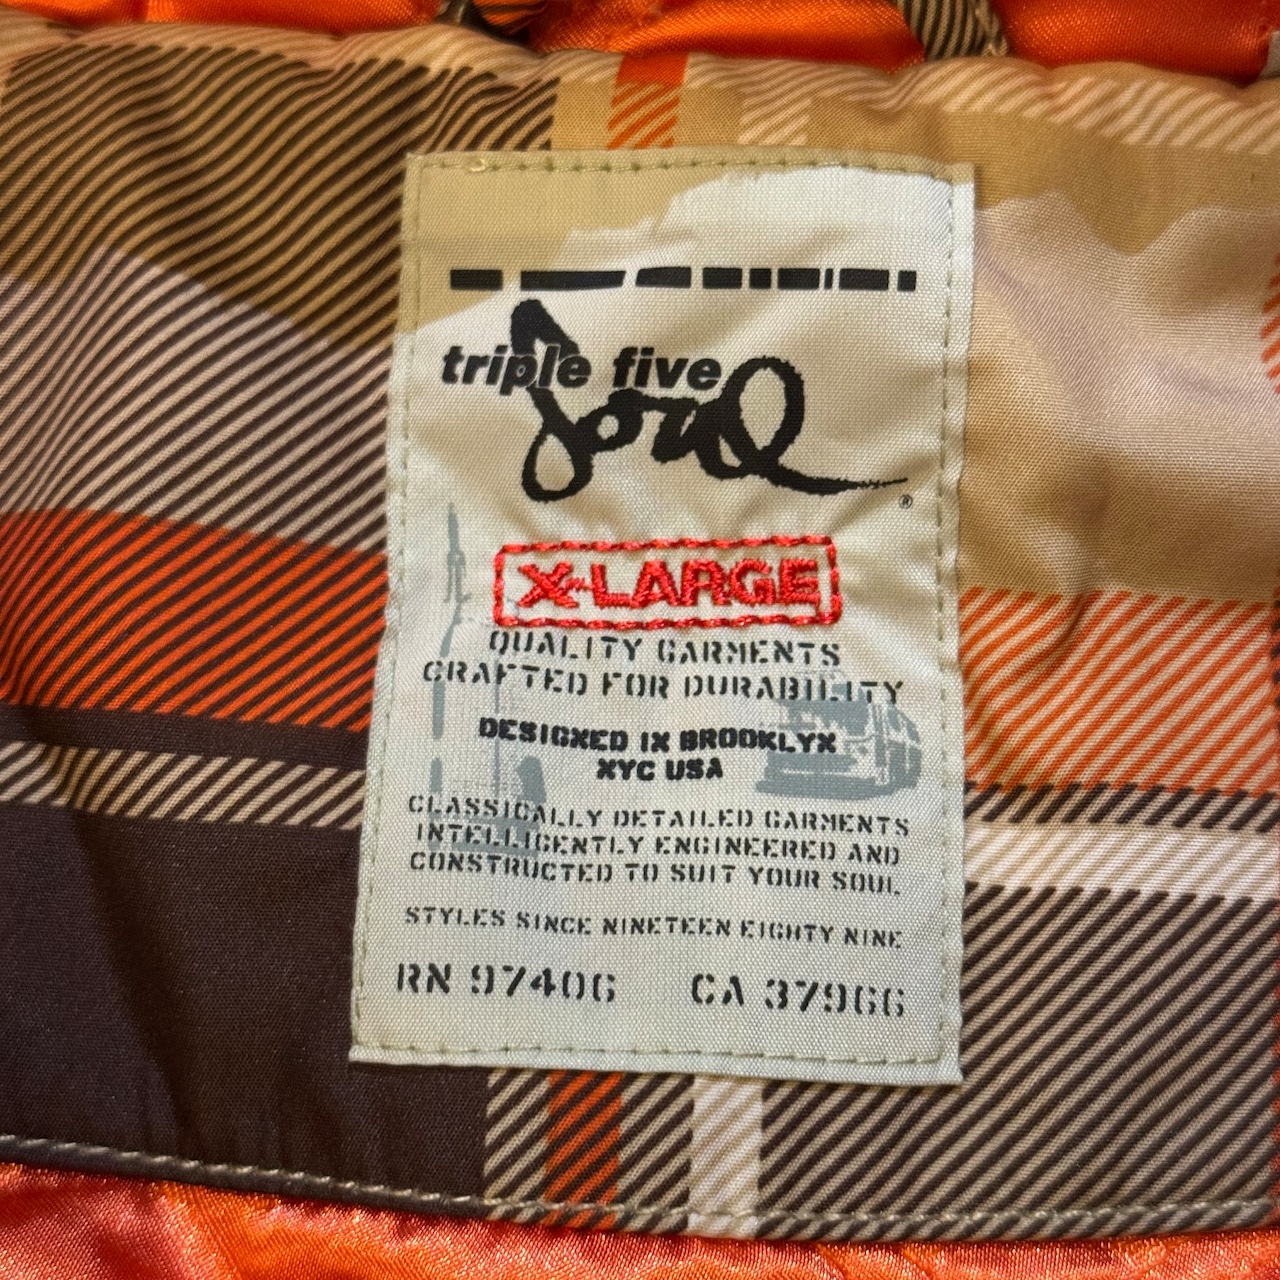 triple five
Soul
®
X-LARGE
QUALITY GARMENTS
CRAFTED FOR DURABILITY
DESIGNED IN BROOKLYN
NYC USA
CLASSICALLY DETAILED GARMENTS
INTELLIGENTLY ENGINEERED AND
CONSTRUCTED TO SUIT YOUR SOUL
STYLES SINCE NINETEEN EIGHTY NINE
RN 97406 CA 37966